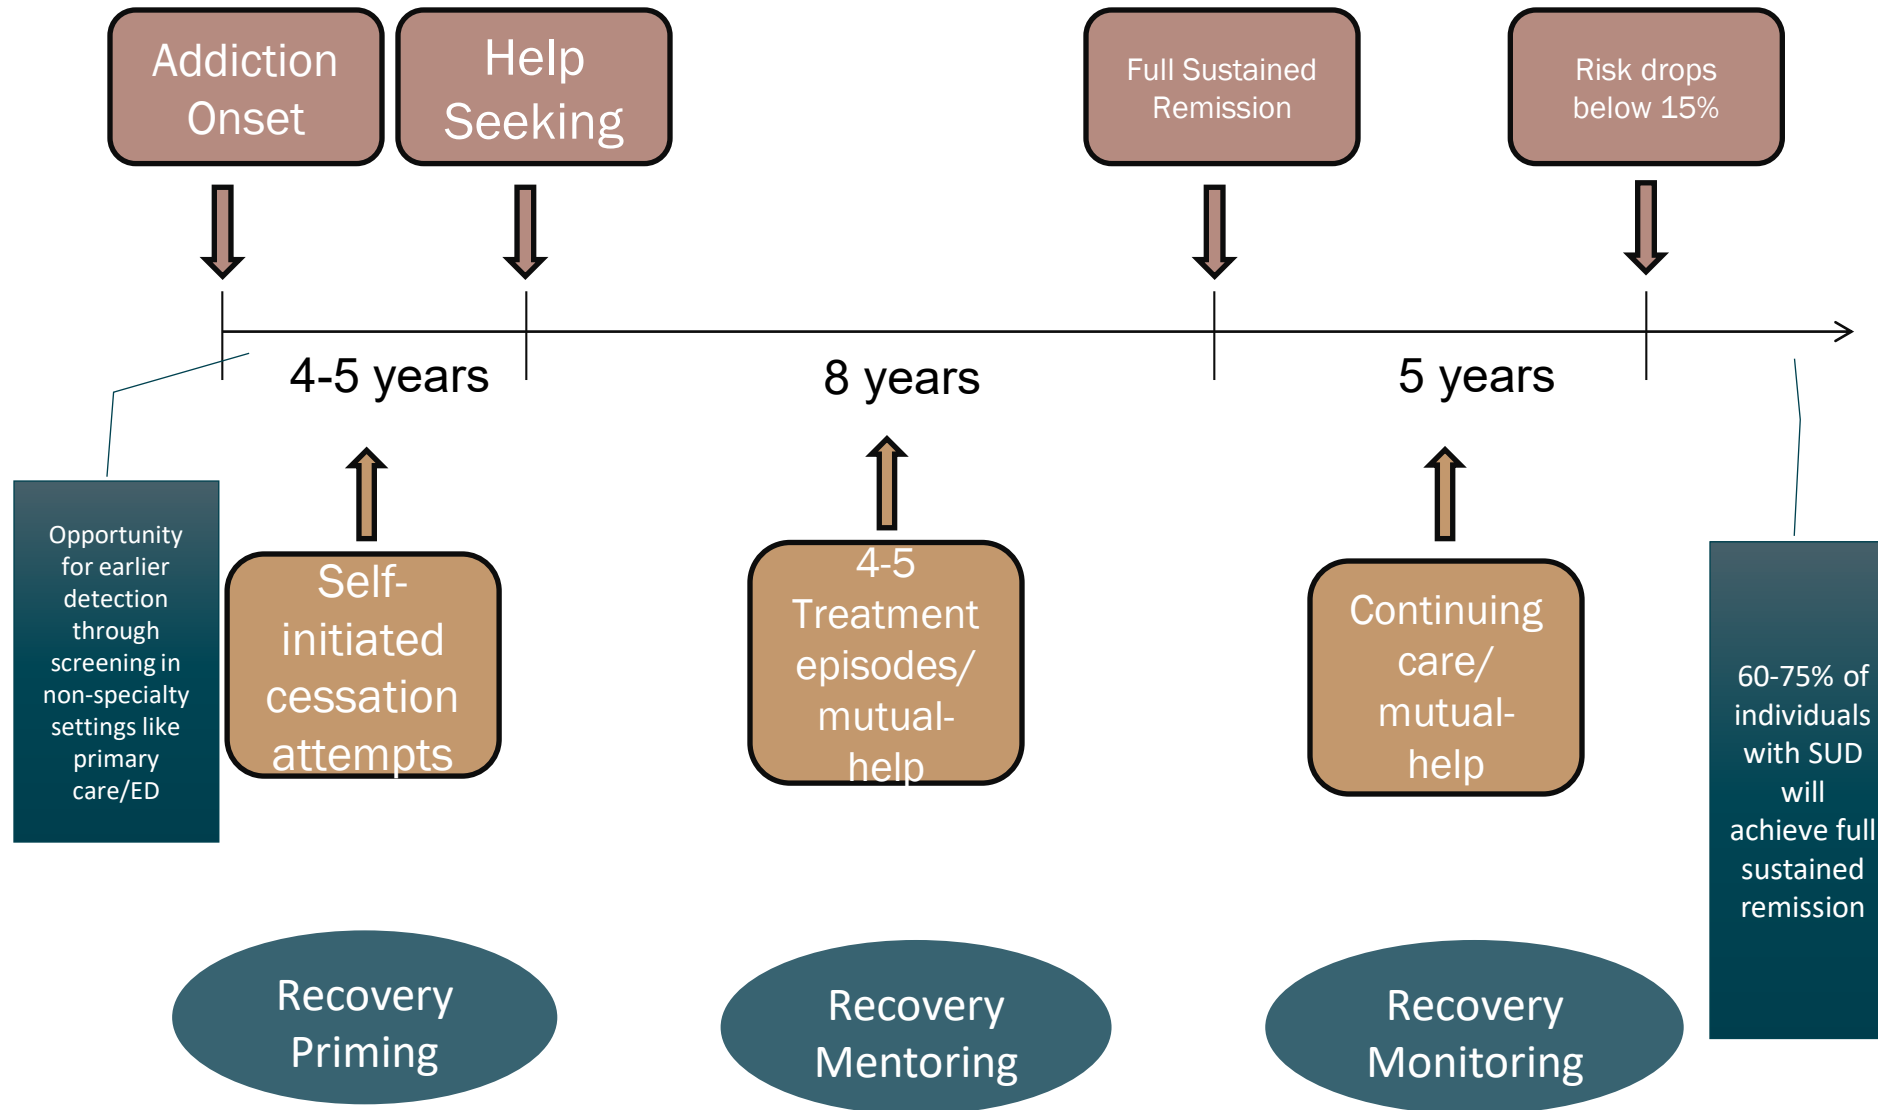 Addiction
Onset
Help
Seeking
Full Sustained
Remission
Risk drops
below 15%
4-5 years
8 years
5 years
Opportunity
for earlier
detection
through
screening in
non-specialty
settings like
primary
care/ED
Self-
initiated
cessation
attempts
4-5
Treatment
episodes/
mutual-
help
Continuing
care/
mutual-
help
60-75% of
individuals
with SUD
will
achieve full
sustained
remission
Recovery
Priming
Recovery
Mentoring
Recovery
Monitoring